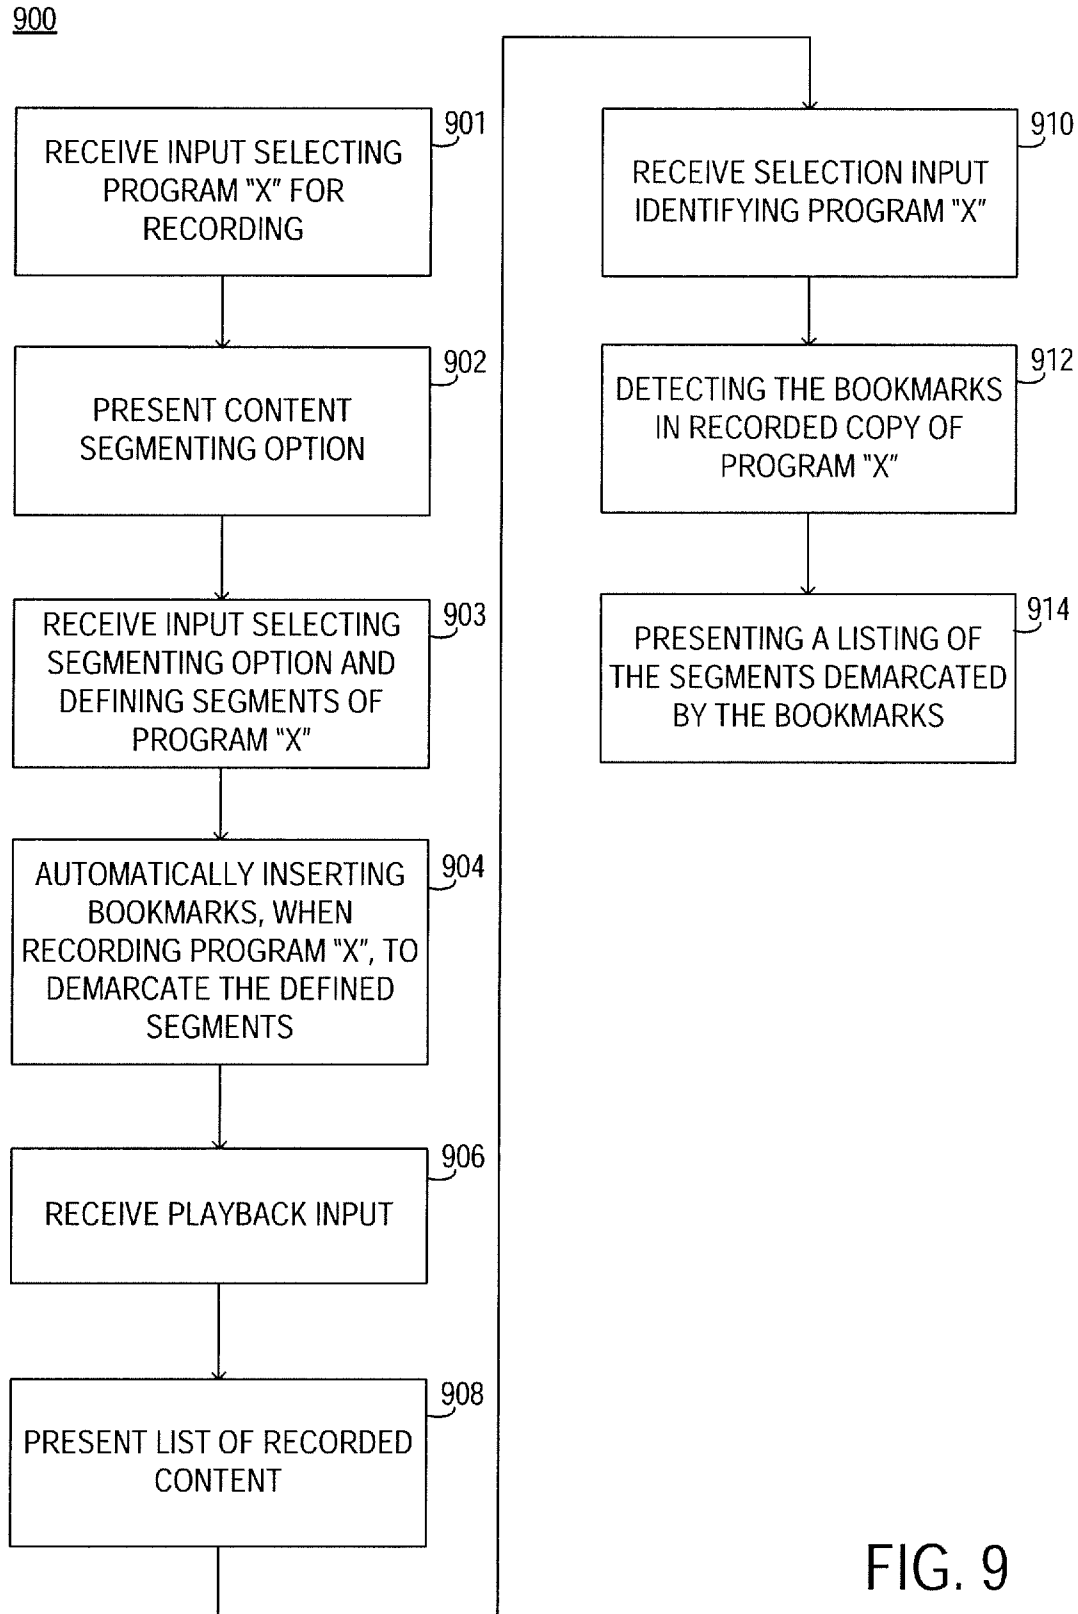 900
901
RECEIVE INPUT SELECTING
PROGRAM "X" FOR
RECORDING
902
PRESENT CONTENT
SEGMENTING OPTION
903
RECEIVE INPUT SELECTING
SEGMENTING OPTION AND
DEFINING SEGMENTS OF
PROGRAM "X"
904
AUTOMATICALLY INSERTING
BOOKMARKS, WHEN
RECORDING PROGRAM "X", TO
DEMARCATE THE DEFINED
SEGMENTS
906
RECEIVE PLAYBACK INPUT
908
PRESENT LIST OF RECORDED
CONTENT
910
RECEIVE SELECTION INPUT
IDENTIFYING PROGRAM "X"
912
DETECTING THE BOOKMARKS
IN RECORDED COPY OF
PROGRAM "X"
914
PRESENTING A LISTING OF
THE SEGMENTS DEMARCATED
BY THE BOOKMARKS
FIG. 9